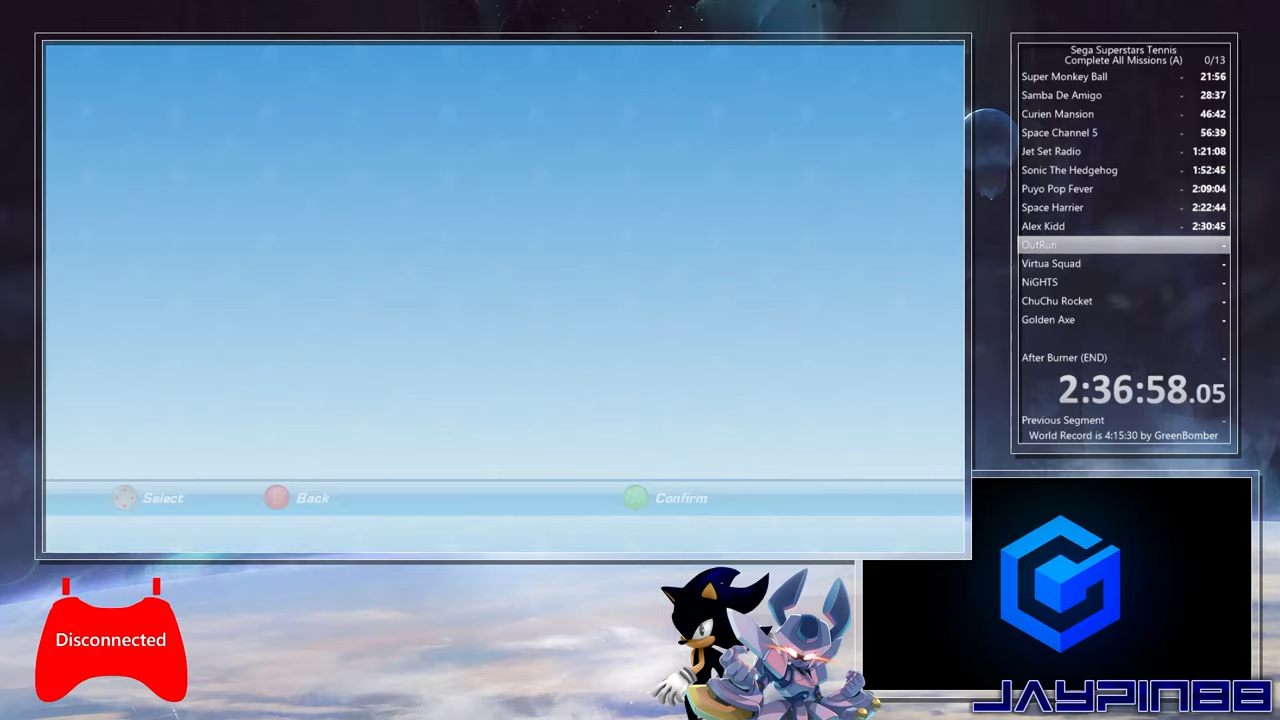 Sega Superstars Tennis
Complete All Missions (A) 0/13
Super Monkey Ball - 21:56
Samba De Amigo - 28:37
Curien Mansion - 46:42
Space Channel 5 - 56:39
Jet Set Radio - 1:21:08
Sonic The Hedgehog - 1:52:45
Puyo Pop Fever - 2:09:04
Space Harrier - 2:22:44
Alex Kidd - 2:30:45
OutRun -
Virtua Squad -
NiGHTS -
ChuChu Rocket -
Golden Axe -
After Burner (END) -
2:36:58.05
Previous Segment -
World Record is 4:15:30 by GreenBomber
Select Back Confirm
Disconnected
JAYPIN88